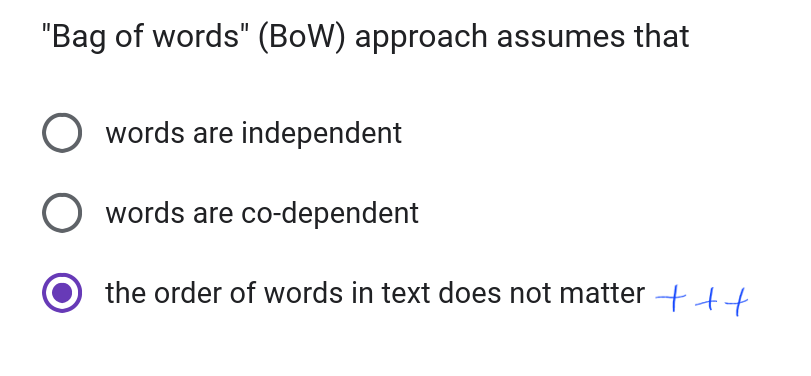 "Bag of words" (BoW) approach assumes that
words are independent
words are co-dependent
the order of words in text does not matter +++